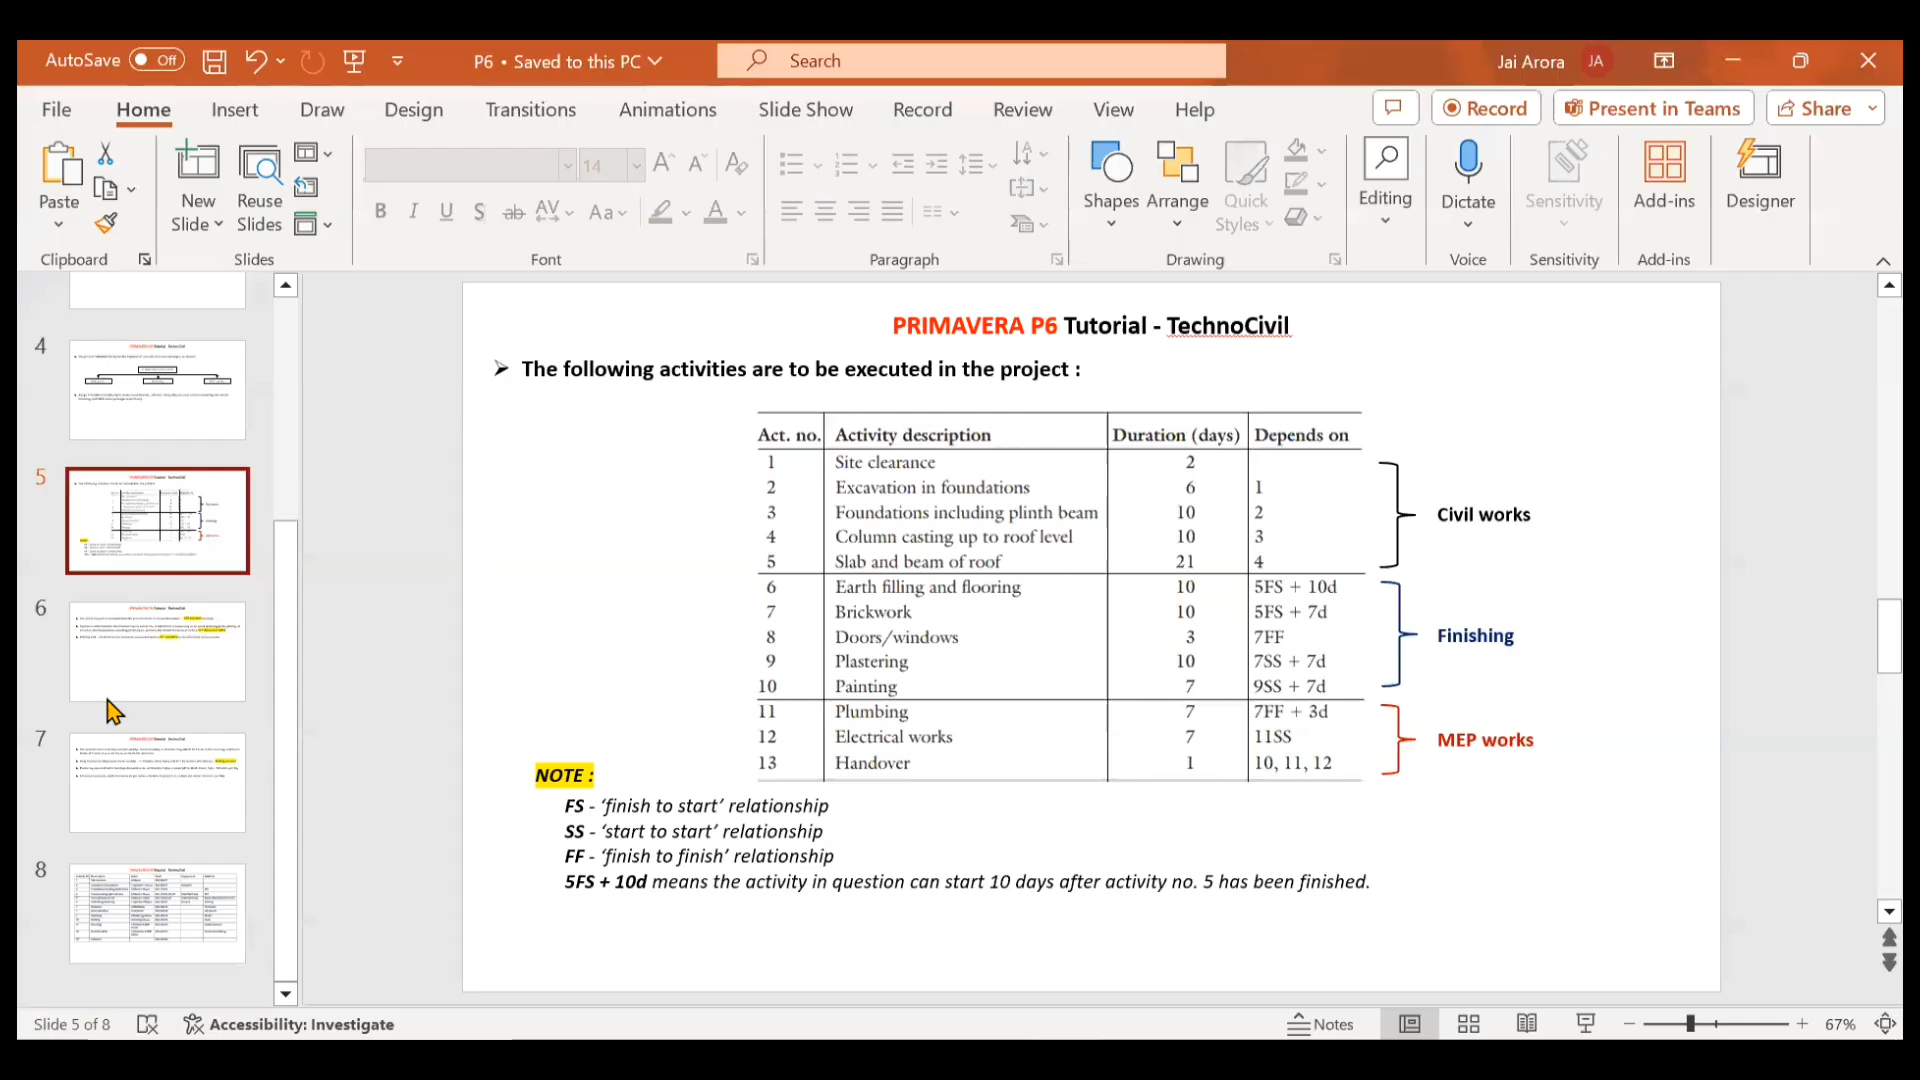 AutoSave Off P6 • Saved to this PC Search Jai Arora JA
File Home Insert Draw Design Transitions Animations Slide Show Record Review View Help Record Present in Teams Share
14
Paste New Slide Reuse Slides Shapes Arrange Quick Styles Editing Dictate Sensitivity Add-ins Designer
B I U S ab AV Aa A
Clipboard Slides Font Paragraph Drawing Voice Sensitivity Add-ins
4
5
6
7
8
PRIMAVERA P6 Tutorial - TechnoCivil
➢ The following activities are to be executed in the project :
Act. no. Activity description Duration (days) Depends on
1 Site clearance 2
2 Excavation in foundations 6 1
3 Foundations including plinth beam 10 2
4 Column casting up to roof level 10 3
5 Slab and beam of roof 21 4
Civil works
6 Earth filling and flooring 10 5FS + 10d
7 Brickwork 10 5FS + 7d
8 Doors/windows 3 7FF
9 Plastering 10 7SS + 7d
10 Painting 7 9SS + 7d
Finishing
11 Plumbing 7 7FF + 3d
12 Electrical works 7 11SS
13 Handover 1 10, 11, 12
MEP works
NOTE :
FS - ‘finish to start’ relationship
SS - ‘start to start’ relationship
FF - ‘finish to finish’ relationship
5FS + 10d means the activity in question can start 10 days after activity no. 5 has been finished.
Slide 5 of 8 Accessibility: Investigate Notes 67%